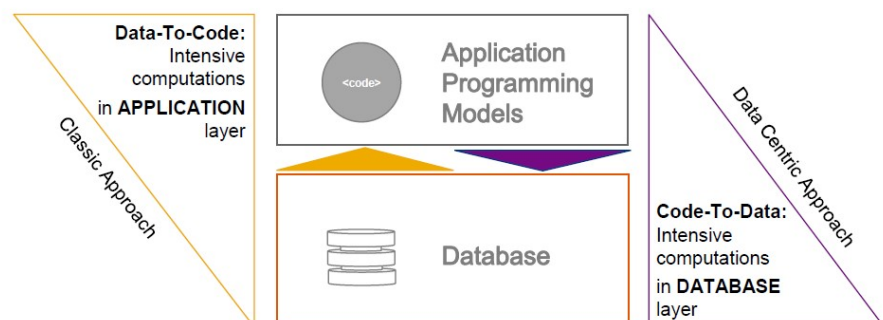 Data-To-Code:
Intensive
computations
in APPLICATION
layer
Classic Approach
<code>
Application
Programming
Models
Database
Data Centric Approach
Code-To-Data:
Intensive
computations
in DATABASE
layer